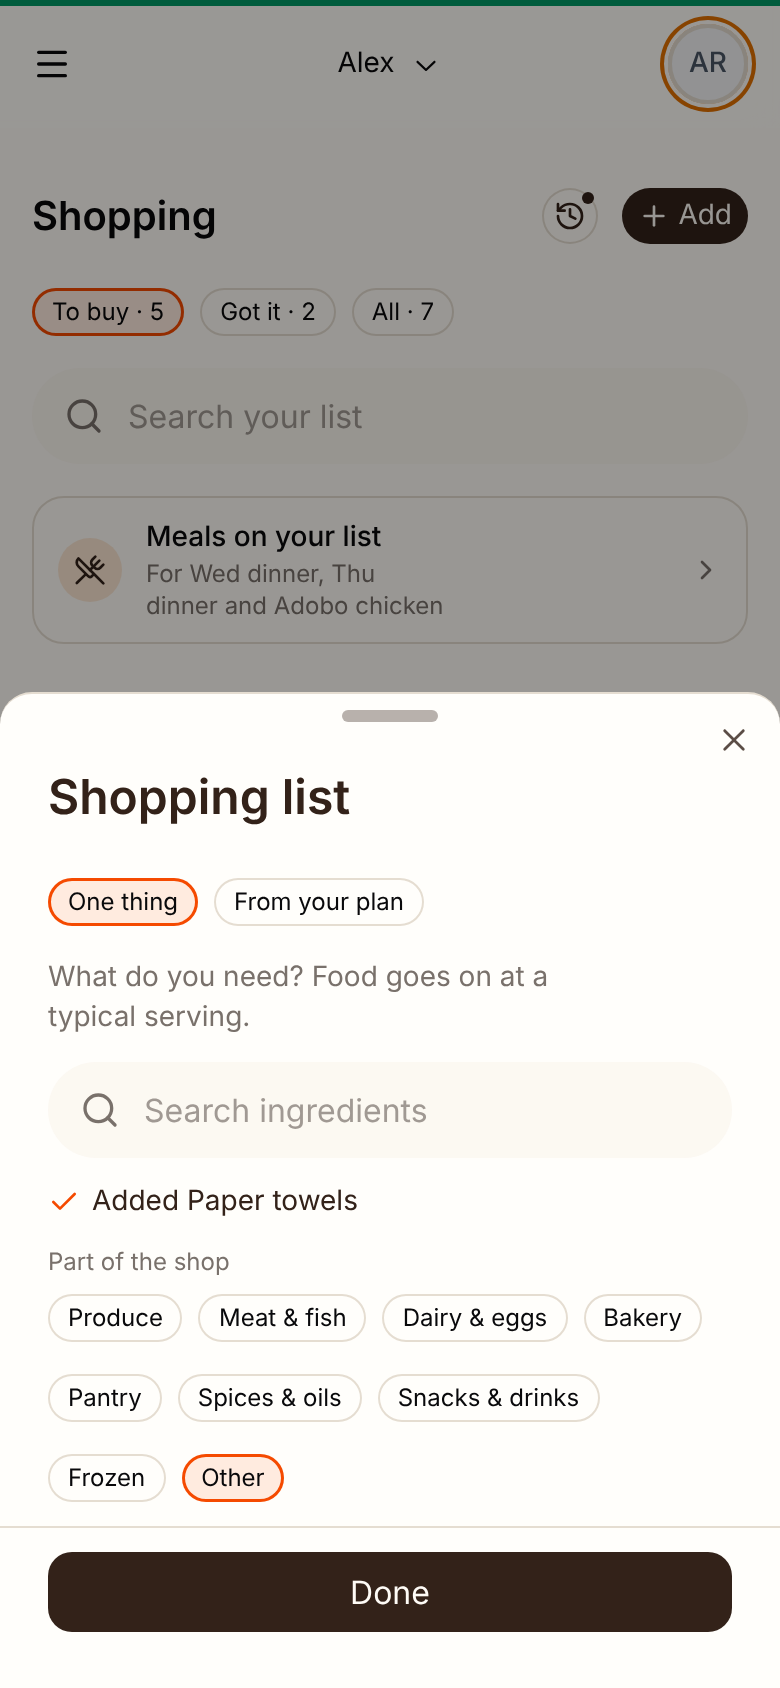 Alex
AR
Shopping
Add
To buy · 5
Got it · 2
All · 7
Search your list
Meals on your list
For Wed dinner, Thu
dinner and Adobo chicken
Shopping list
One thing
From your plan
What do you need? Food goes on at a
typical serving.
Search ingredients
Added Paper towels
Part of the shop
Produce
Meat & fish
Dairy & eggs
Bakery
Pantry
Spices & oils
Snacks & drinks
Frozen
Other
Done